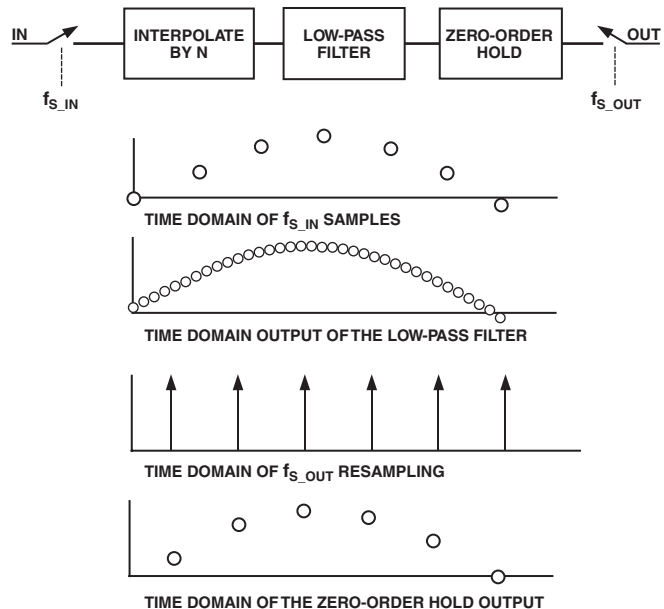 IN
INTERPOLATE
BY N
LOW-PASS
FILTER
ZERO-ORDER
HOLD
OUT
fS_IN
fS_OUT
TIME DOMAIN OF fS_IN SAMPLES
TIME DOMAIN OUTPUT OF THE LOW-PASS FILTER
TIME DOMAIN OF fS_OUT RESAMPLING
TIME DOMAIN OF THE ZERO-ORDER HOLD OUTPUT